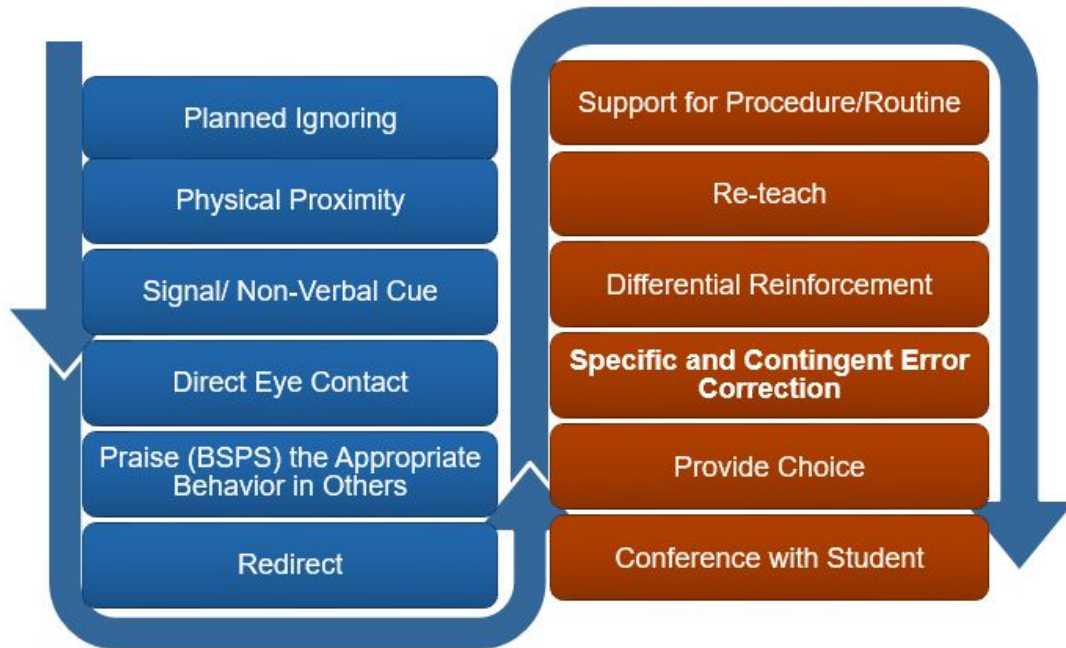 Planned Ignoring
Physical Proximity
Signal/ Non-Verbal Cue
Direct Eye Contact
Praise (BSPS) the Appropriate
Behavior in Others
Redirect
Support for Procedure/Routine
Re-teach
Differential Reinforcement
Specific and Contingent Error
Correction
Provide Choice
Conference with Student